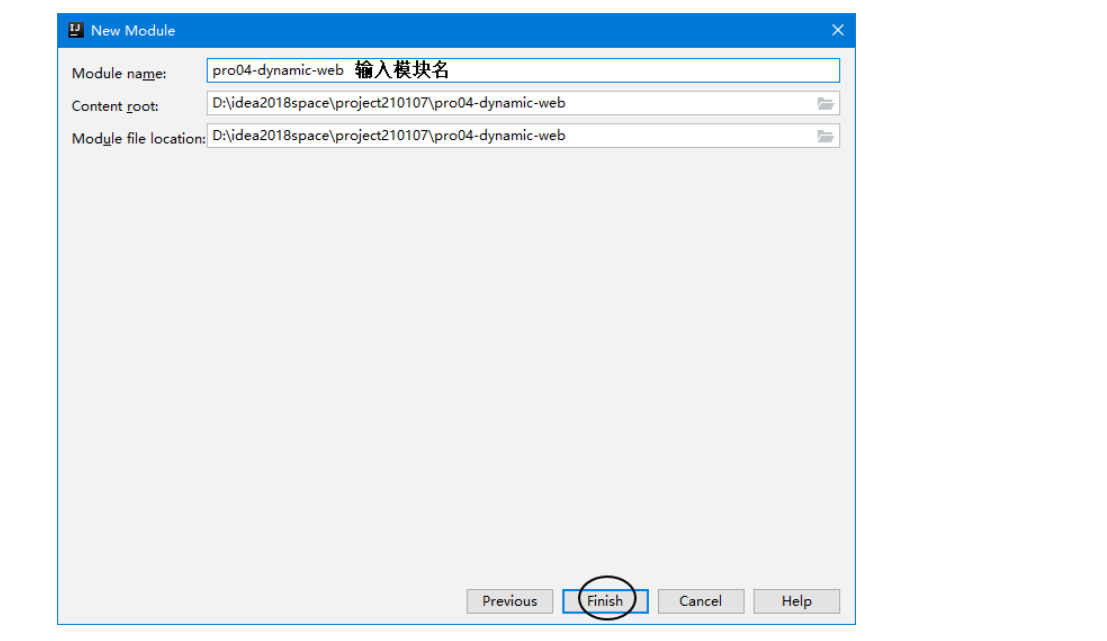 New Module
Module name: pro04-dynamic-web 输入模块名
Content root: D:\idea2018space\project210107\pro04-dynamic-web
Module file location: D:\idea2018space\project210107\pro04-dynamic-web
Previous Finish Cancel Help